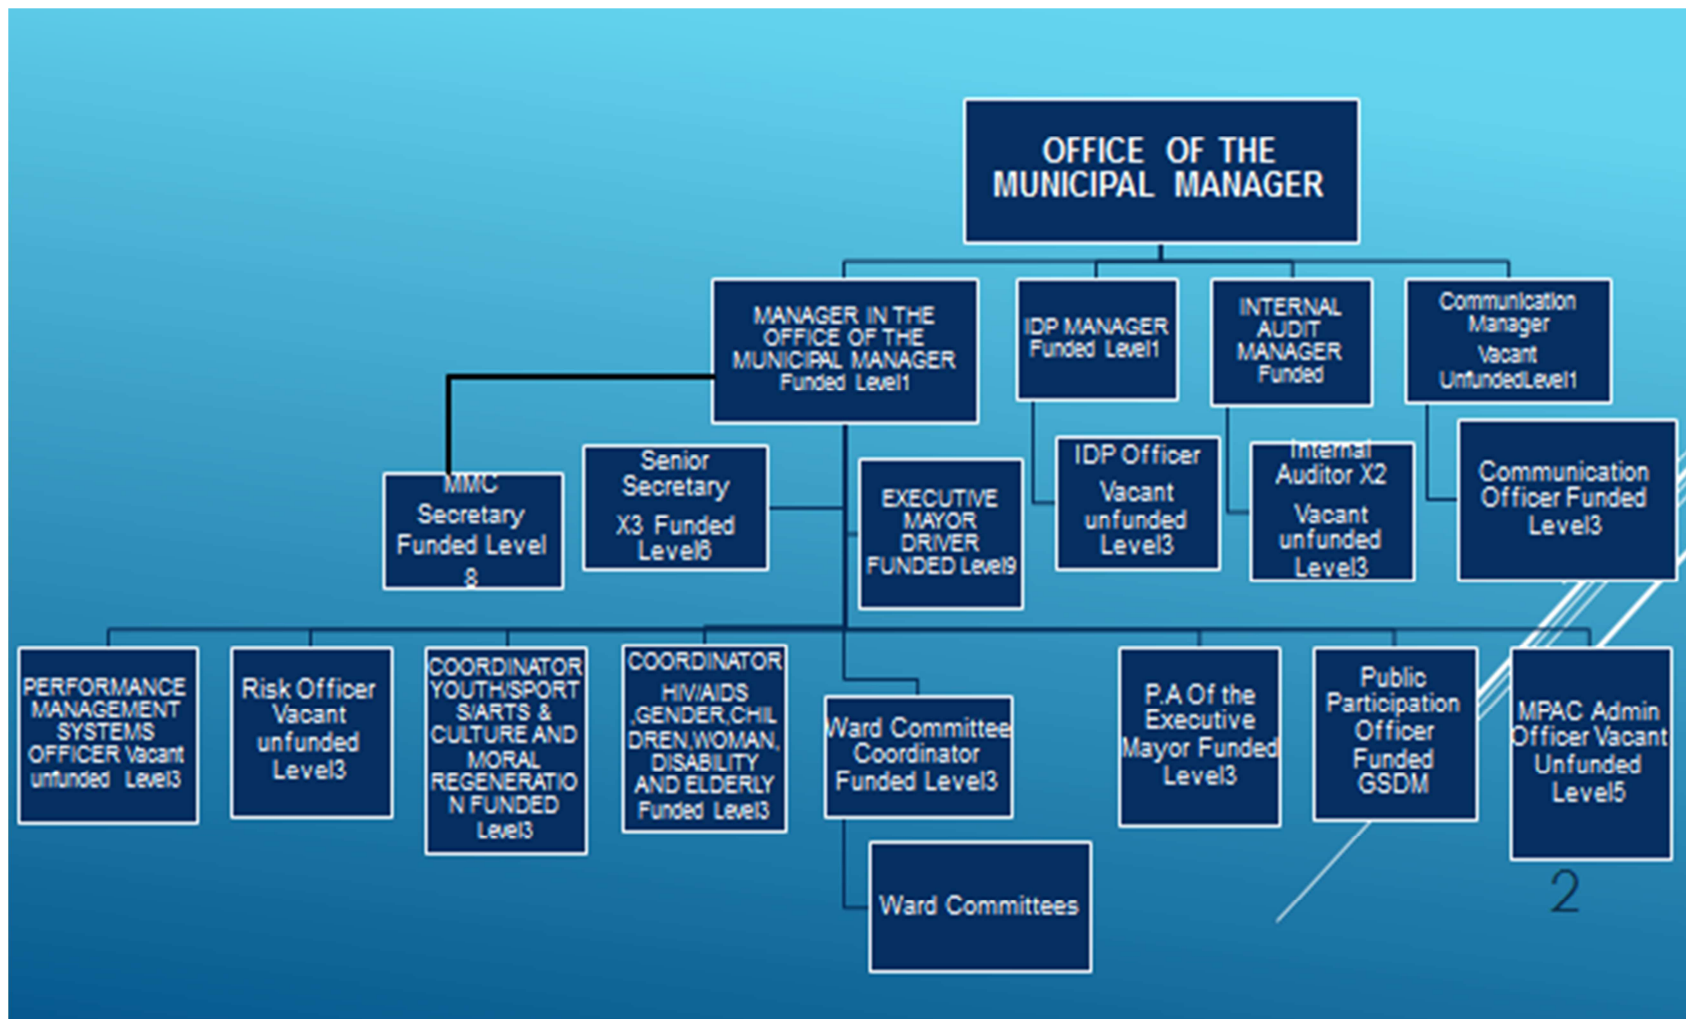 OFFICE OF THE
MUNICIPAL MANAGER
MANAGER IN THE
OFFICE OF THE
MUNICIPAL MANAGER
Funded Level1
IDP MANAGER
Funded Level1
INTERNAL
AUDIT
MANAGER
Funded
Communication
Manager
Vacant
UnfundedLevel1
MMC
Secretary
Funded Level
8
Senior
Secretary
X3 Funded
Level6
EXECUTIVE
MAYOR
DRIVER
FUNDED Level9
IDP Officer
Vacant
unfunded
Level3
Internal
Auditor X2
Vacant
unfunded
Level3
Communication
Officer Funded
Level3
PERFORMANCE
MANAGEMENT
SYSTEMS
OFFICER Vacant
unfunded Level3
Risk Officer
Vacant
unfunded
Level3
COORDINATOR
YOUTH/SPORT
S/ARTS &
CULTURE AND
MORAL
REGENERATIO
N FUNDED
Level3
COORDINATOR
HIV/AIDS
,GENDER,CHIL
DREN,WOMAN,
DISABILITY
AND ELDERLY
Funded Level3
Ward Committee
Coordinator
Funded Level3
P.A Of the
Executive
Mayor Funded
Level3
Public
Participation
Officer
Funded
GSDM
MPAC Admin
Officer Vacant
Unfunded
Level5
Ward Committees
2